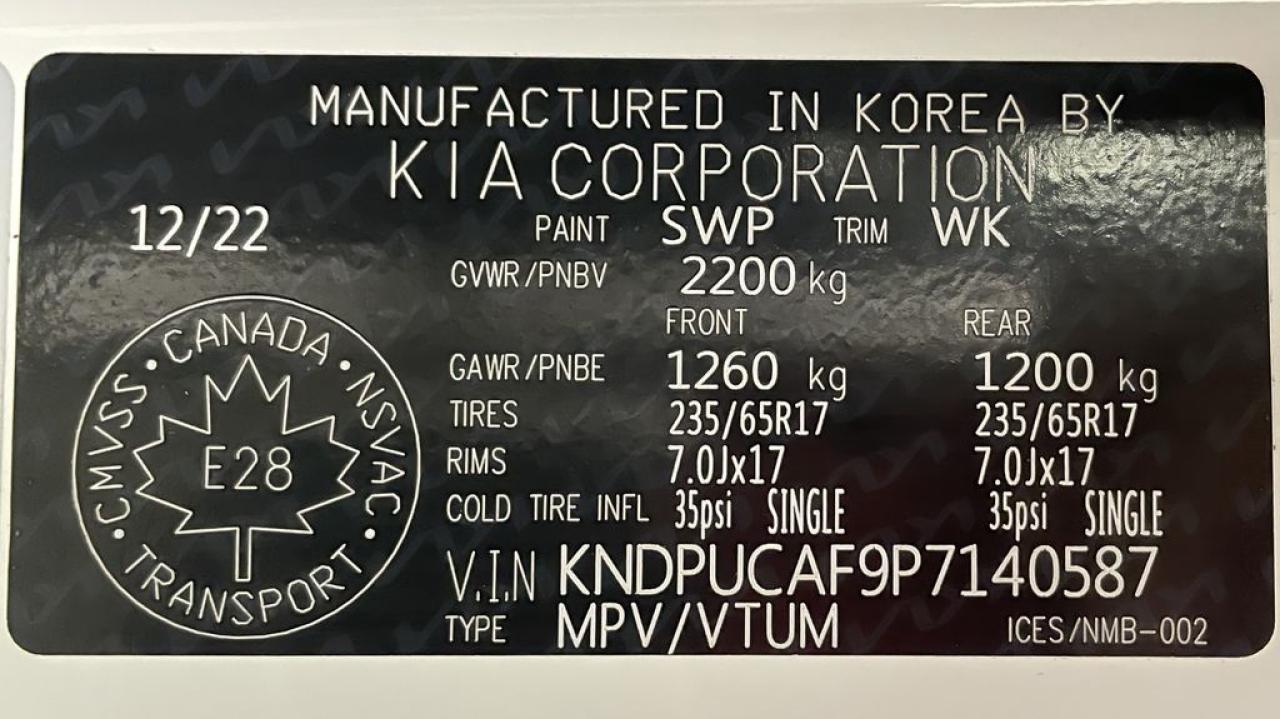 MANUFACTURED IN KOREA BY
KIA CORPORATION
12/22 PAINT SWP TRIM WK
GVWR/PNBV 2200 kg
FRONT REAR
GAWR/PNBE 1260 kg 1200 kg
TIRES 235/65R17 235/65R17
RIMS 7.0Jx17 7.0Jx17
COLD TIRE INFL 35psi SINGLE 35psi SINGLE
V.I.N KNDPUCAF9P7140587
TYPE MPV/VTUM ICES/NMB-002
CANADA • NSVAC • TRANSPORT • CMVSS •
E28